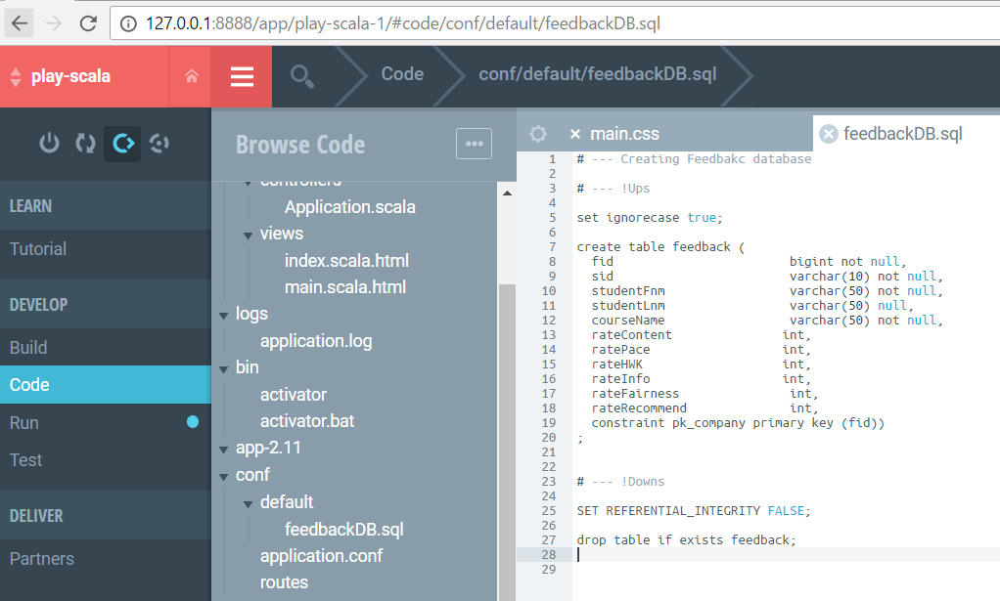 127.0.0.1:8888/app/play-scala-1/#code/conf/default/feedbackDB.sql
play-scala
Code
conf/default/feedbackDB.sql
LEARN
Tutorial
DEVELOP
Build
Code
Run
Test
DELIVER
Partners
Browse Code
controllers
Application.scala
views
index.scala.html
main.scala.html
logs
application.log
bin
activator
activator.bat
app-2.11
conf
default
feedbackDB.sql
application.conf
routes
main.css
feedbackDB.sql
1 # --- Creating Feedbakc database
2
3 # --- !Ups
4
5 set ignorecase true;
6
7 create table feedback (
8 fid bigint not null,
9 sid varchar(10) not null,
10 studentFnm varchar(50) not null,
11 studentLnm varchar(50) null,
12 courseName varchar(50) not null,
13 rateContent int,
14 ratePace int,
15 rateHWK int,
16 rateInfo int,
17 rateFairness int,
18 rateRecommend int,
19 constraint pk_company primary key (fid))
20 ;
21
22
23 # --- !Downs
24
25 SET REFERENTIAL_INTEGRITY FALSE;
26
27 drop table if exists feedback;
28
29